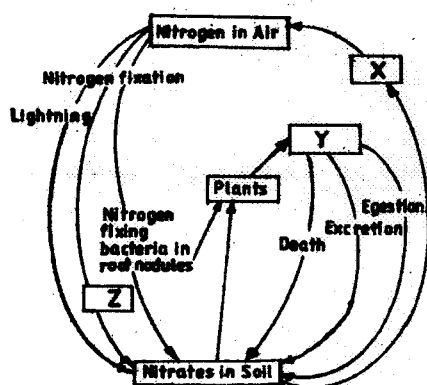 Nitrogen in Air
Nitrogen fixation
X
Lightning
Y
Plants
Egestion
Excretion
Nitrogen
fixing
bacteria in
root nodules
Death
Z
Nitrates in Soil